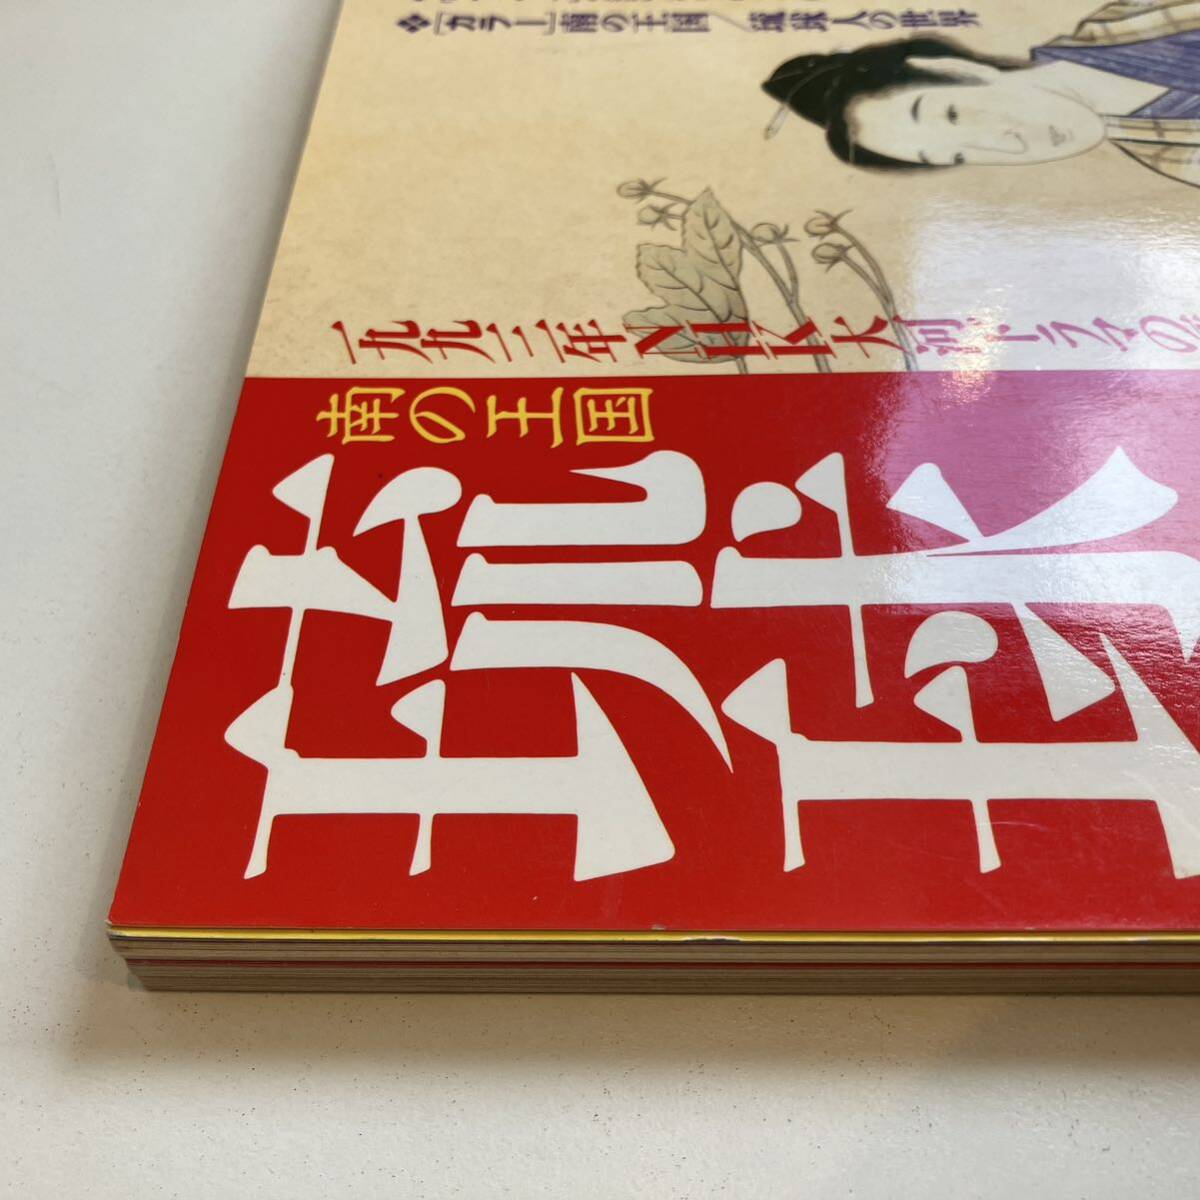 ❖［カラー］南の王国／琉球人の世界
一九九三年NHK大河ドラマの
南の王国
琉球